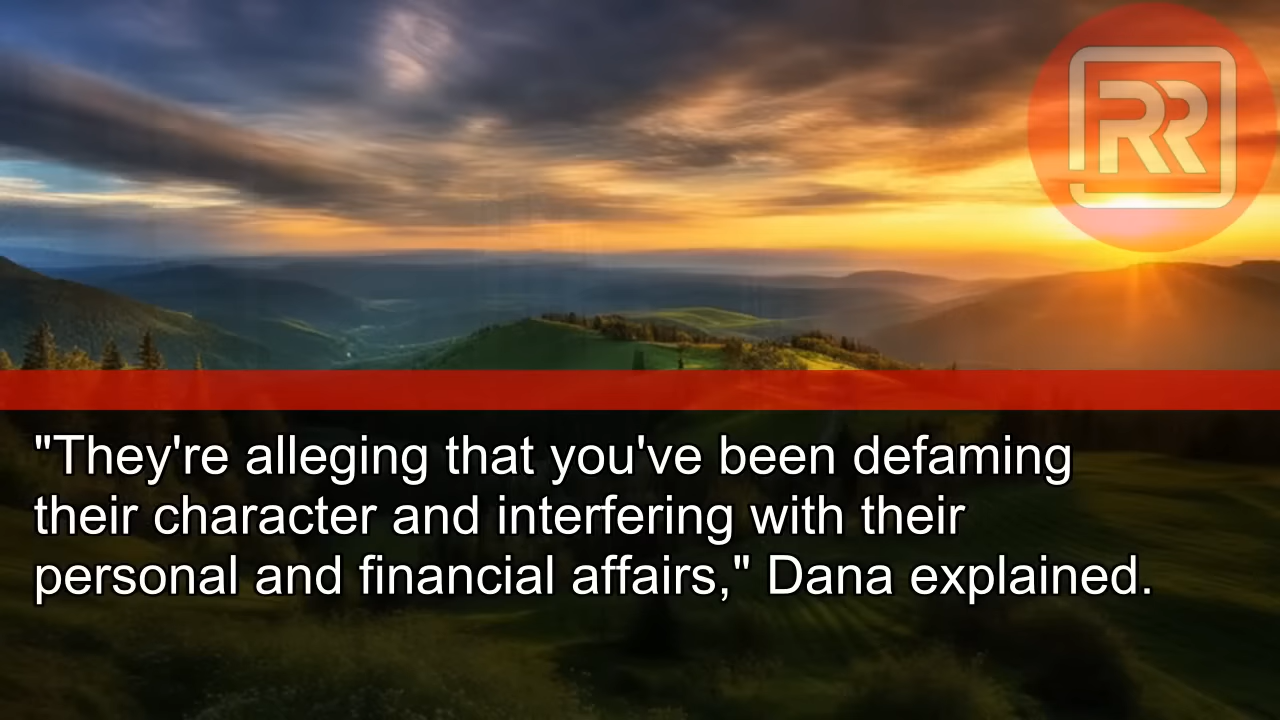 RR
"They're alleging that you've been defaming
their character and interfering with their
personal and financial affairs," Dana explained.